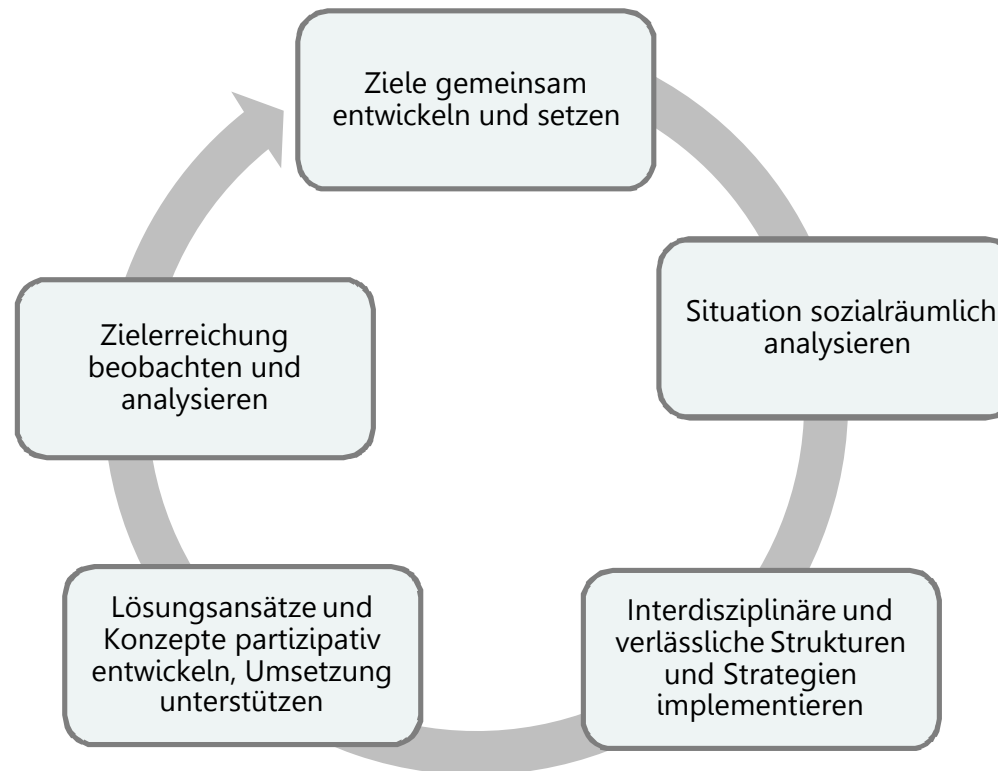 Ziele gemeinsam
entwickeln und setzen
Situation sozialräumlich
analysieren
Interdisziplinäre und
verlässliche Strukturen
und Strategien
implementieren
Lösungsansätze und
Konzepte partizipativ
entwickeln, Umsetzung
unterstützen
Zielerreichung
beobachten und
analysieren